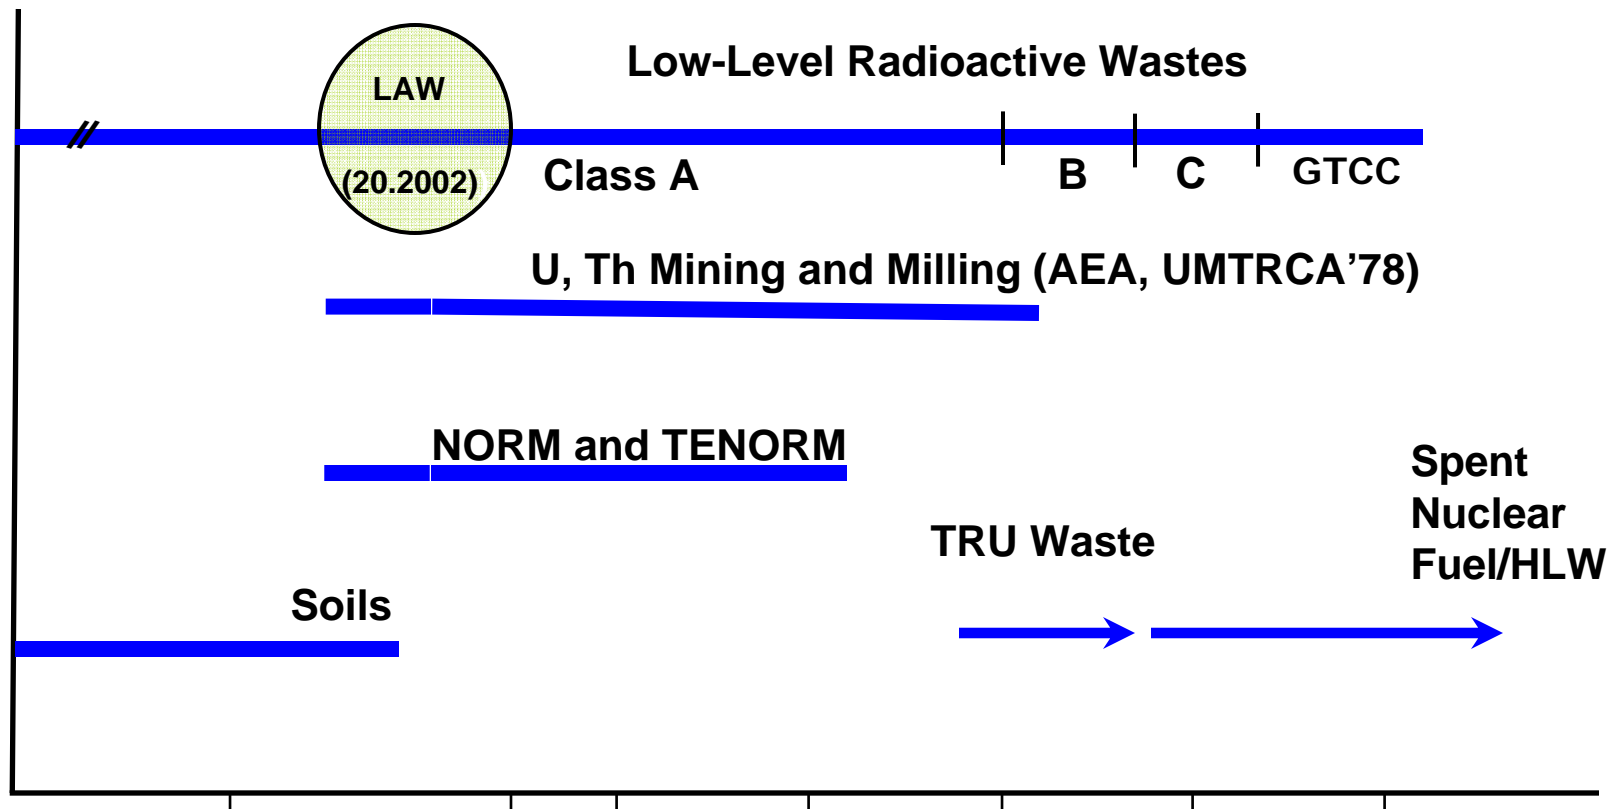 Low-Level Radioactive Wastes
LAW
(20.2002)
Class A
B
C
GTCC
U, Th Mining and Milling (AEA, UMTRCA’78)
NORM and TENORM
TRU Waste
Spent
Nuclear
Fuel/HLW
Soils